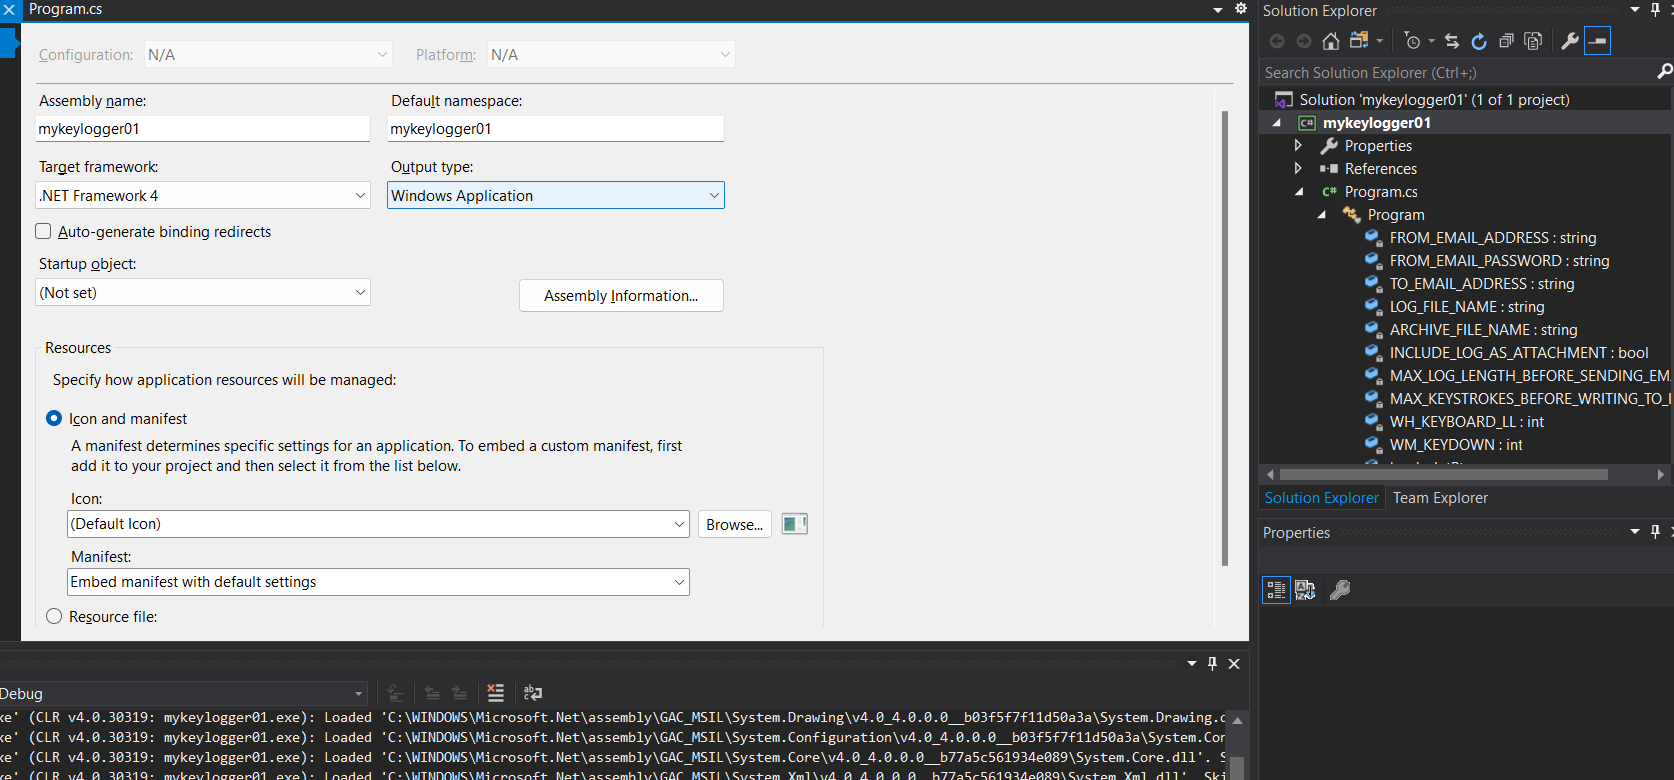 Program.cs
Configuration: N/A
Platform: N/A
Assembly name:
Default namespace:
mykeylogger01
mykeylogger01
Target framework:
Output type:
.NET Framework 4
Windows Application
Auto-generate binding redirects
Startup object:
(Not set)
Assembly Information...
Resources
Specify how application resources will be managed:
Icon and manifest
A manifest determines specific settings for an application. To embed a custom manifest, first
add it to your project and then select it from the list below.
Icon:
(Default Icon)
Browse...
Manifest:
Embed manifest with default settings
Resource file:
Debug
ke' (CLR v4.0.30319: mykeylogger01.exe): Loaded 'C:\WINDOWS\Microsoft.Net\assembly\GAC_MSIL\System.Drawing\v4.0_4.0.0.0__b03f5f7f11d50a3a\System.Drawing.d
ke' (CLR v4.0.30319: mykeylogger01.exe): Loaded 'C:\WINDOWS\Microsoft.Net\assembly\GAC_MSIL\System.Configuration\v4.0_4.0.0.0__b03f5f7f11d50a3a\System.Con
ke' (CLR v4.0.30319: mykeylogger01.exe): Loaded 'C:\WINDOWS\Microsoft.Net\assembly\GAC_MSIL\System.Core\v4.0_4.0.0.0__b77a5c561934e089\System.Core.dll'. S
ke' (CLR v4.0.30319: mykeylogger01.exe): Loaded 'C:\WINDOWS\Microsoft.Net\assembly\GAC_MSIL\System.Xml\v4.0_4.0.0.0__b77a5c561934e089\System.Xml.dll'. Ski
Solution Explorer
Search Solution Explorer (Ctrl+;)
Solution 'mykeylogger01' (1 of 1 project)
C# mykeylogger01
Properties
References
C# Program.cs
Program
FROM_EMAIL_ADDRESS : string
FROM_EMAIL_PASSWORD : string
TO_EMAIL_ADDRESS : string
LOG_FILE_NAME : string
ARCHIVE_FILE_NAME : string
INCLUDE_LOG_AS_ATTACHMENT : bool
MAX_LOG_LENGTH_BEFORE_SENDING_EM
MAX_KEYSTROKES_BEFORE_WRITING_TO_
WH_KEYBOARD_LL : int
WM_KEYDOWN : int
Solution Explorer
Team Explorer
Properties